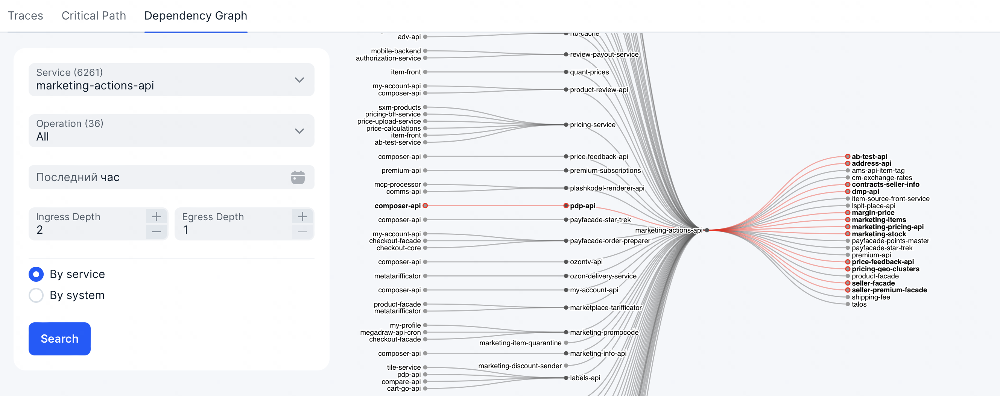 Traces
Critical Path
Dependency Graph
Service (6261)
marketing-actions-api
Operation (36)
All
Последний час
Ingress Depth
2
Egress Depth
1
By service
By system
Search
adv-api
mobile-backend
authorization-service
item-front
my-account-api
composer-api
sxm-products
pricing-bff-service
price-upload-service
price-calculations
item-front
ab-test-service
composer-api
premium-api
mcp-processor
comms-api
composer-api
composer-api
my-account-api
checkout-facade
checkout-core
composer-api
metatarifficator
composer-api
product-facade
metatarifficator
my-profile
megadraw-api-cron
checkout-facade
composer-api
tile-service
pdp-api
compare-api
cart-go-api
rtb-cache
review-payout-service
quant-prices
product-review-api
pricing-service
price-feedback-api
premium-subscriptions
plashkodel-renderer-api
pdp-api
payfacade-star-trek
payfacade-order-preparer
ozontv-api
ozon-delivery-service
my-account-api
marketplace-tarifficator
marketing-promocode
marketing-item-quarantine
marketing-info-api
marketing-discount-sender
labels-api
marketing-actions-api
ab-test-api
address-api
ams-api-item-tag
cm-exchange-rates
contracts-seller-info
dmp-api
item-source-front-service
lsplt-place-api
margin-price
marketing-items
marketing-pricing-api
marketing-stock
payfacade-points-master
payfacade-star-trek
premium-api
price-feedback-api
pricing-geo-clusters
product-facade
seller-facade
seller-premium-facade
shipping-fee
talos